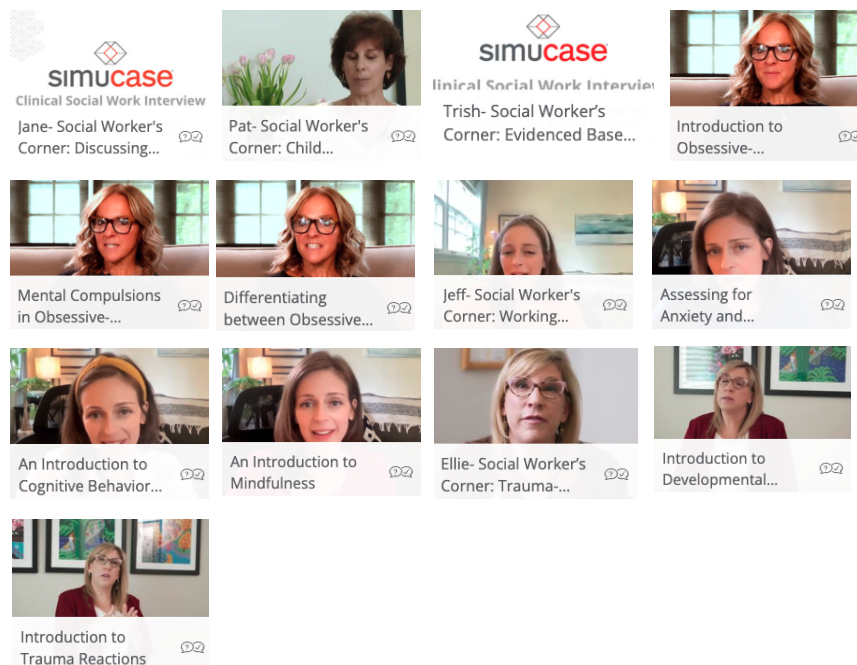 simucase
Clinical Social Work Interview
Jane- Social Worker's
Corner: Discussing...
Pat- Social Worker's
Corner: Child...
simucase
linical Social Work Intervie
Trish- Social Worker’s
Corner: Evidenced Base...
Introduction to
Obsessive-...
Mental Compulsions
in Obsessive-...
Differentiating
between Obsessive...
Jeff- Social Worker's
Corner: Working...
Assessing for
Anxiety and...
An Introduction to
Cognitive Behavior...
An Introduction to
Mindfulness
Ellie- Social Worker’s
Corner: Trauma-...
Introduction to
Developmental...
Introduction to
Trauma Reactions